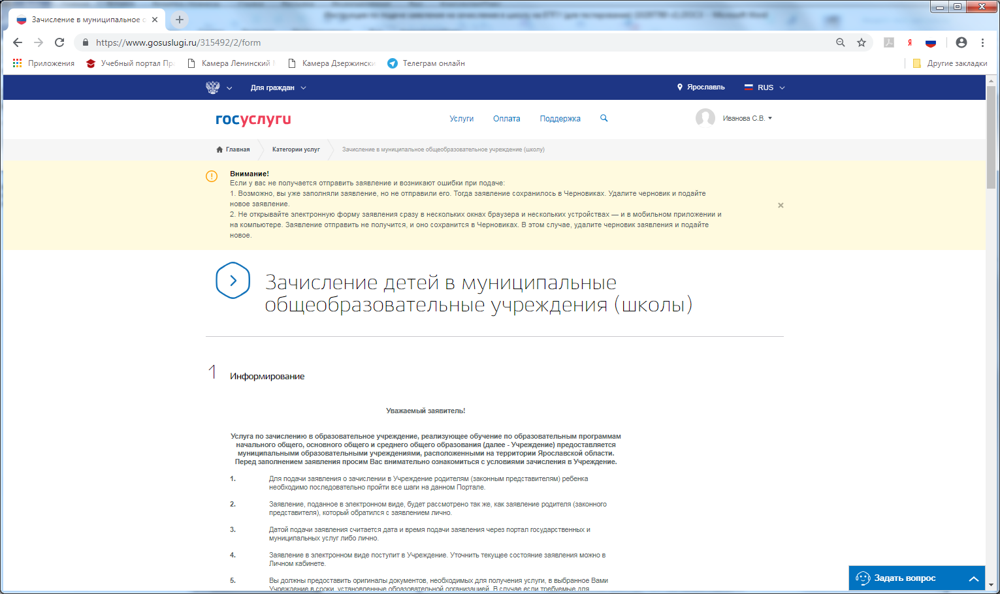 Зачисление в муниципальное с
https://www.gosuslugi.ru/315492/2/form
Приложения
Учебный портал Пра
Камера Ленинский
Камера Дзержински
Телеграм онлайн
Другие закладки
Для граждан
Ярославль
RUS
госуслуги
Услуги
Оплата
Поддержка
Иванова С.В.
Главная
Категории услуг
Зачисление в муниципальное общеобразовательное учреждение (школу)
Внимание!
Если у вас не получается отправить заявление и возникают ошибки при подаче:
1. Возможно, вы уже заполняли заявление, но не отправили его. Тогда заявление сохранилось в Черновиках. Удалите черновик и подайте
новое заявление.
2. Не открывайте электронную форму заявления сразу в нескольких окнах браузера и нескольких устройствах — и в мобильном приложении и
на компьютере. Заявление отправить не получится, и оно сохранится в Черновиках. В этом случае, удалите черновик заявления и подайте
новое.
Зачисление детей в муниципальные
общеобразовательные учреждения (школы)
1 Информирование
Уважаемый заявитель!
Услуга по зачислению в образовательное учреждение, реализующее обучение по образовательным программам
начального общего, основного общего и среднего общего образования (далее - Учреждение) предоставляется
муниципальными образовательными учреждениями, расположенными на территории Ярославской области.
Перед заполнением заявления просим Вас внимательно ознакомиться с условиями зачисления в Учреждение.
1. Для подачи заявления о зачислении в Учреждение родителям (законным представителям) ребенка
необходимо последовательно пройти все шаги на данном Портале.
2. Заявление, поданное в электронном виде, будет рассмотрено так же, как заявление родителя (законного
представителя), который обратился с заявлением лично.
3. Датой подачи заявления считается дата и время подачи заявления через портал государственных и
муниципальных услуг либо лично.
4. Заявление в электронном виде поступит в Учреждение. Уточнить текущее состояние заявления можно в
Личном кабинете.
5. Вы должны предоставить оригиналы документов, необходимых для получения услуги, в выбранное Вами
Учреждение в сроки, установленные образовательной организацией. В случае если требуемые для
Задать вопрос